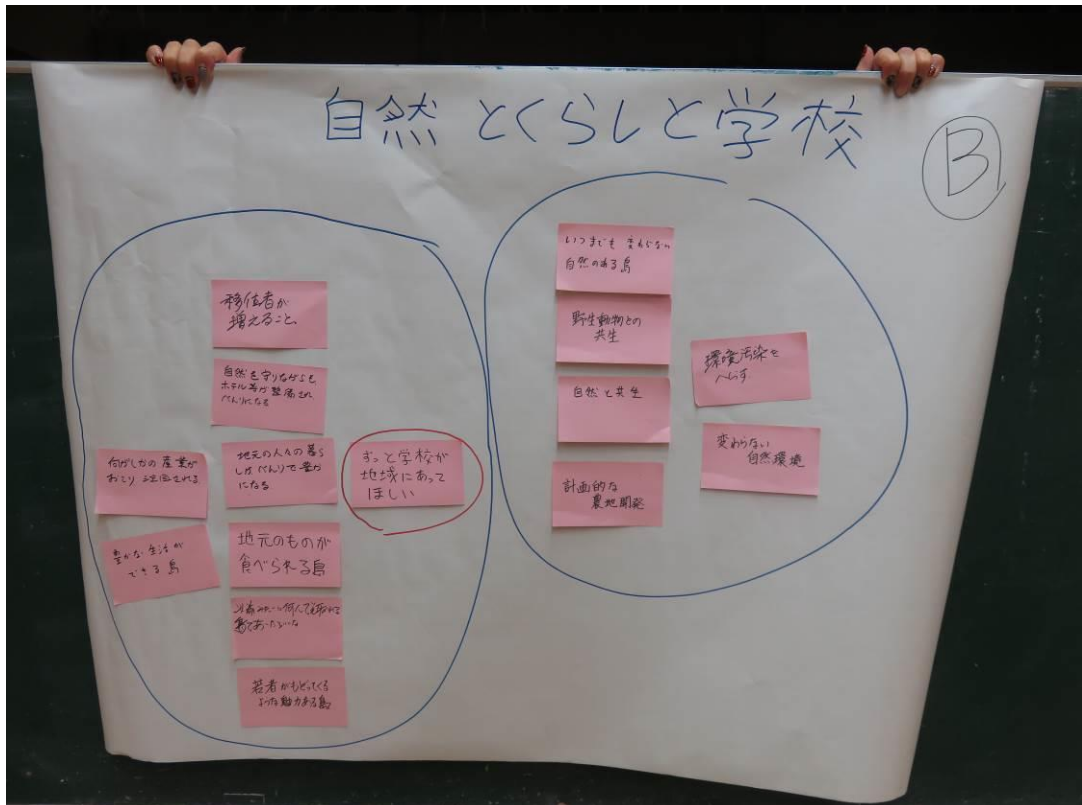 自然とくらしと学校
B
移住者が
増えること、
自然を守りながらも
ホテル等が整備され
べんりになる
何がしかの産業が
おこり
地元の人々の暮ら
しがべんりで豊か
になる
ずっと学校が
地域にあって
ほしい
豊かな生活が
できる島
地元のものが
食べられる島
昔みたいに何んで
若者がもどってくる
ような魅力ある島
いつまでも変わらない
自然のある島
野生動物との
共生
自然と共生
計画的な
農地開発
環境汚染を
へらす
変わらない
自然環境